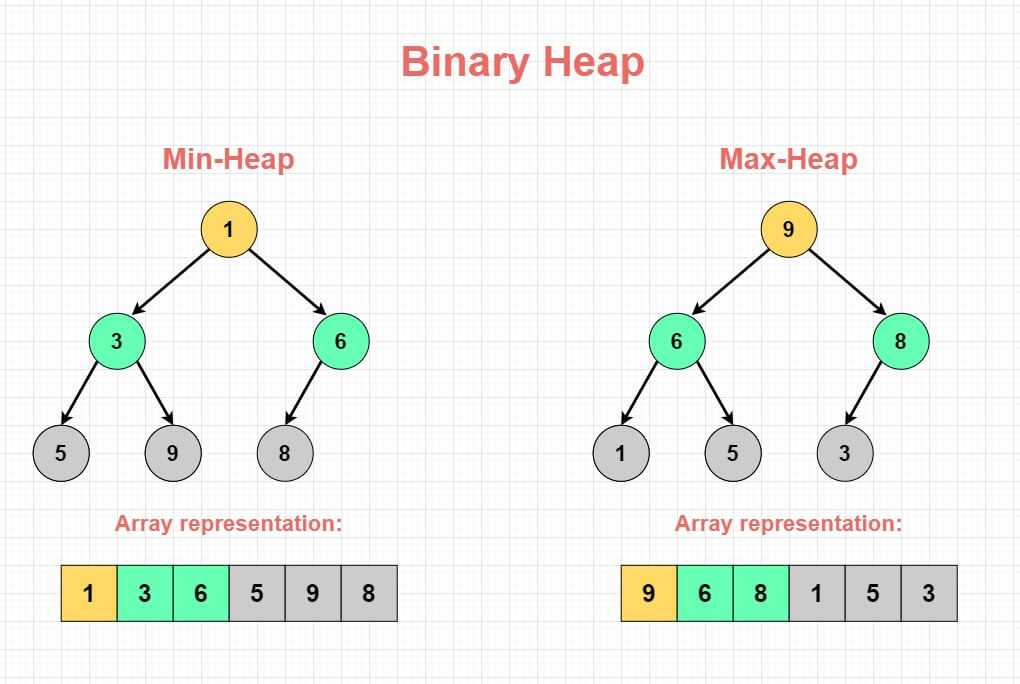 Binary Heap
Min-Heap
1
3 6
5 9 8
Array representation:
1 3 6 5 9 8
Max-Heap
9
6 8
1 5 3
Array representation:
9 6 8 1 5 3